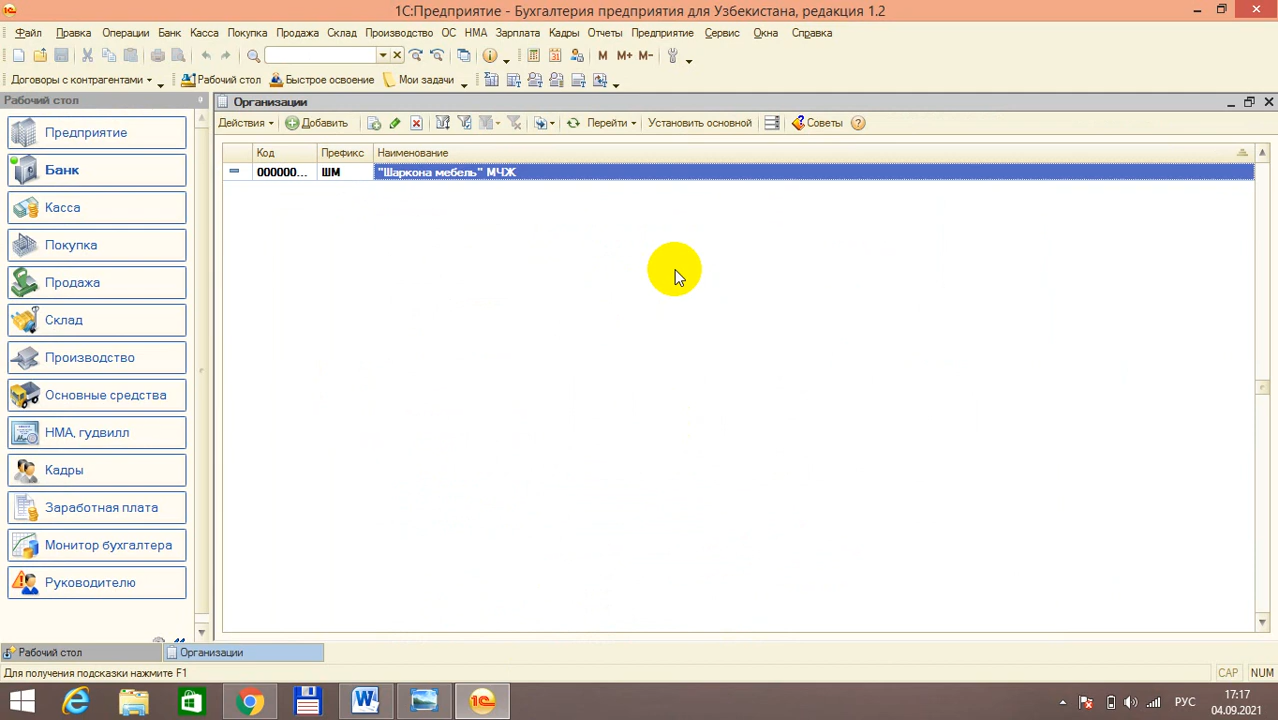 1С:Предприятие - Бухгалтерия предприятия для Узбекистана, редакция 1.2
Файл Правка Операции Банк Касса Покупка Продажа Склад Производство ОС НМА Зарплата Кадры Отчеты Предприятие Сервис Окна Справка
M M+ M-
Договоры с контрагентами Рабочий стол Быстрое освоение Мои задачи
Рабочий стол
Организации
Действия Добавить Перейти Установить основной Советы
Код Префикс Наименование
000000... ШМ "Шаркона мебель" МЧЖ
Предприятие
Банк
Касса
Покупка
Продажа
Склад
Производство
Основные средства
НМА, гудвилл
Кадры
Заработная плата
Монитор бухгалтера
Руководителю
Рабочий стол Организации
Для получения подсказки нажмите F1
CAP NUM
РУС
17:17
04.09.2021